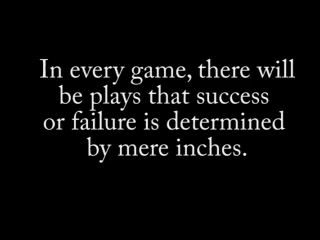 In every game, there will
be plays that success
or failure is determined
by mere inches.